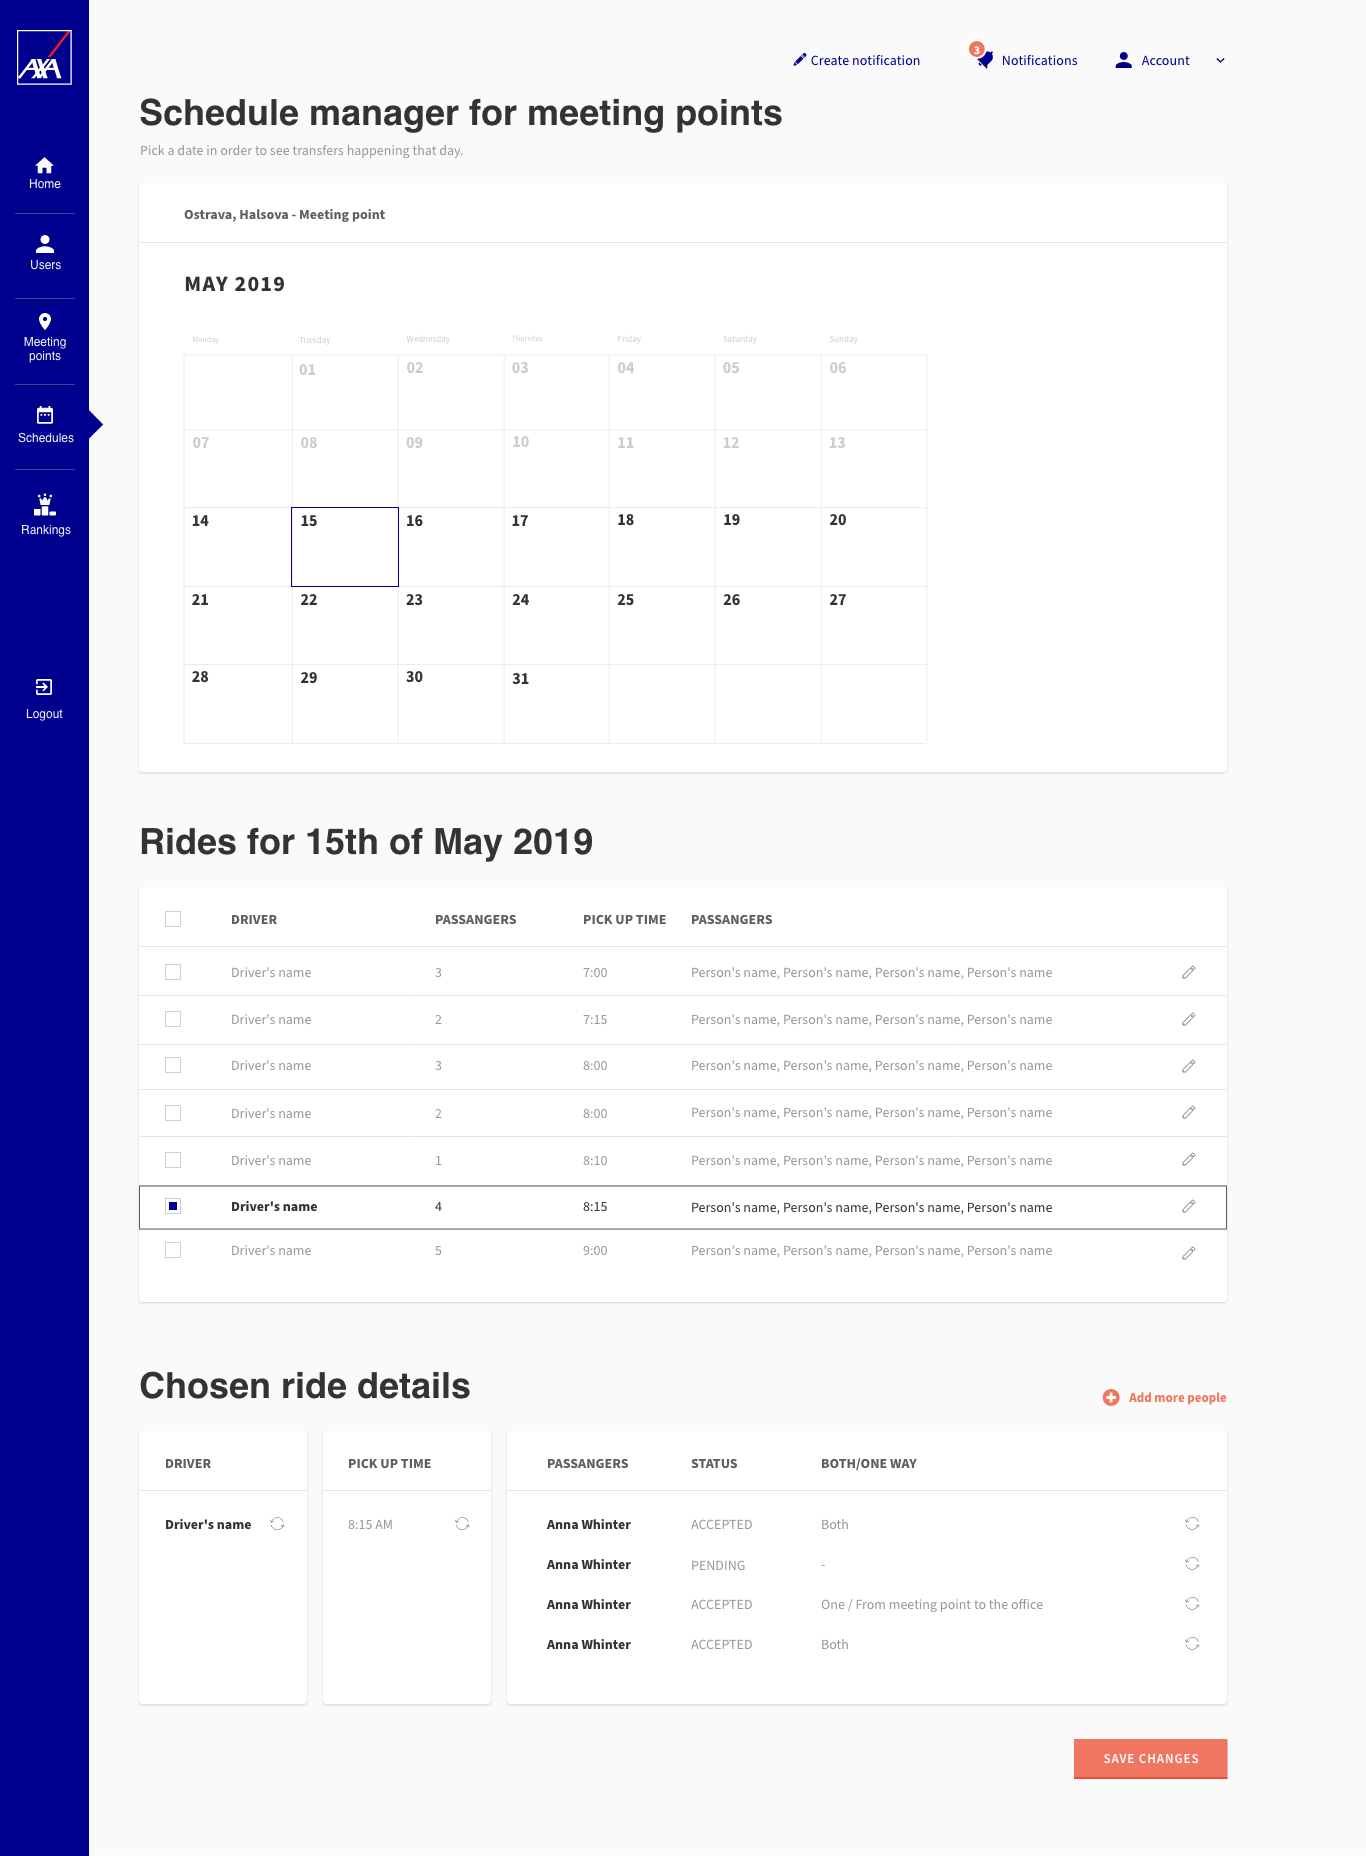 AXA
Home
Users
Meeting
points
Schedules
Rankings
Logout
Create notification
3
Notifications
Account
Schedule manager for meeting points
Pick a date in order to see transfers happening that day.
Ostrava, Halsova - Meeting point
MAY 2019
Monday Tuesday Wednesday Thursday Friday Saturday Sunday
01 02 03 04 05 06
07 08 09 10 11 12 13
14 15 16 17 18 19 20
21 22 23 24 25 26 27
28 29 30 31
Rides for 15th of May 2019
DRIVER PASSANGERS PICK UP TIME PASSANGERS
Driver's name 3 7:00 Person's name, Person's name, Person's name, Person's name
Driver's name 2 7:15 Person's name, Person's name, Person's name, Person's name
Driver's name 3 8:00 Person's name, Person's name, Person's name, Person's name
Driver's name 2 8:00 Person's name, Person's name, Person's name, Person's name
Driver's name 1 8:10 Person's name, Person's name, Person's name, Person's name
Driver's name 4 8:15 Person's name, Person's name, Person's name, Person's name
Driver's name 5 9:00 Person's name, Person's name, Person's name, Person's name
Chosen ride details
Add more people
DRIVER
Driver's name
PICK UP TIME
8:15 AM
PASSANGERS STATUS BOTH/ONE WAY
Anna Whinter ACCEPTED Both
Anna Whinter PENDING -
Anna Whinter ACCEPTED One / From meeting point to the office
Anna Whinter ACCEPTED Both
SAVE CHANGES